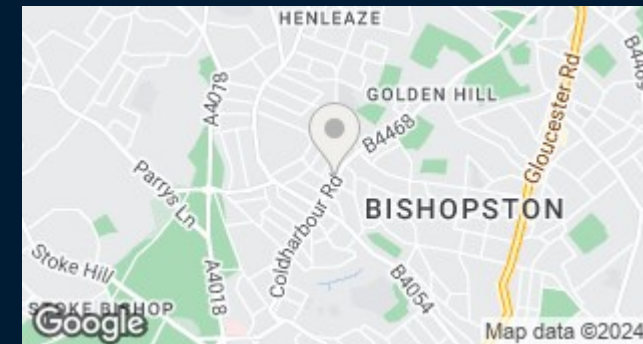 HENLEAZE
A4078
GOLDEN HILL
B4469
Gloucester Rd
B4468
Parrys Ln
Coldharbour Rd
BISHOPSTON
Stoke Hill
A4018
B4054
STOKE BISHOP
Google
Map data ©2024